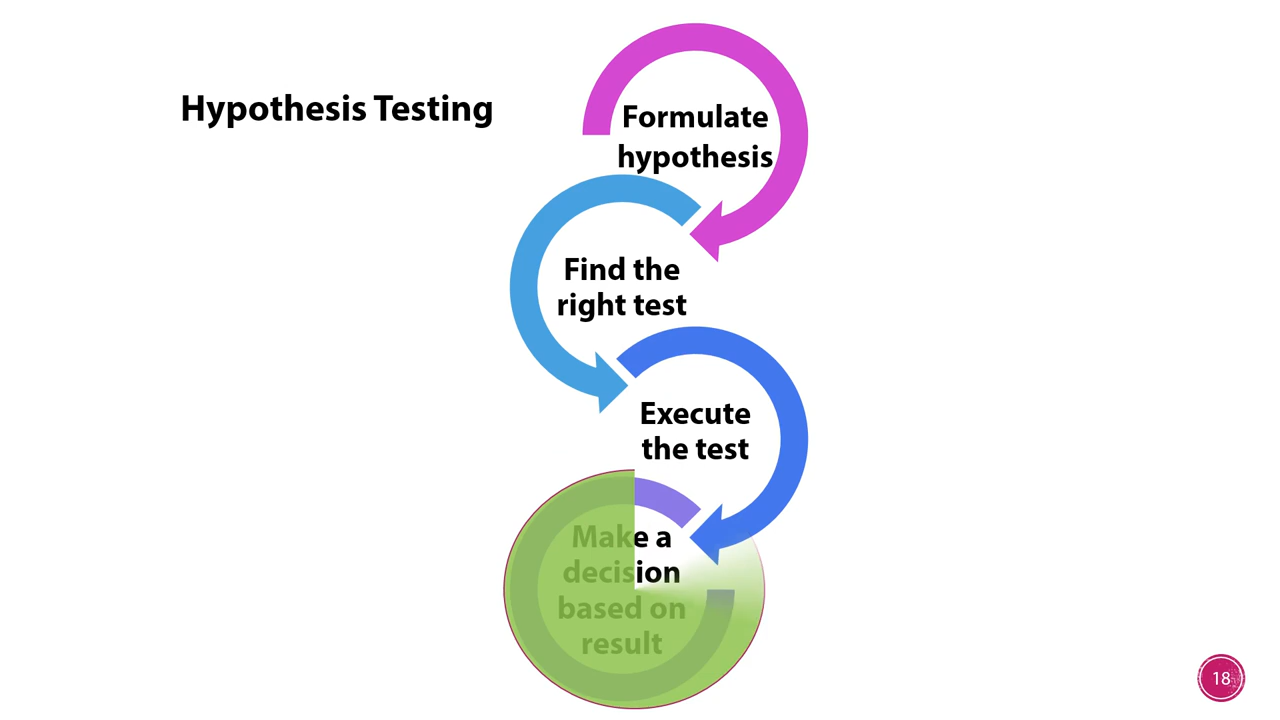 Hypothesis Testing
Formulate
hypothesis
Find the
right test
Execute
the test
Make a
decision
based on
result
18